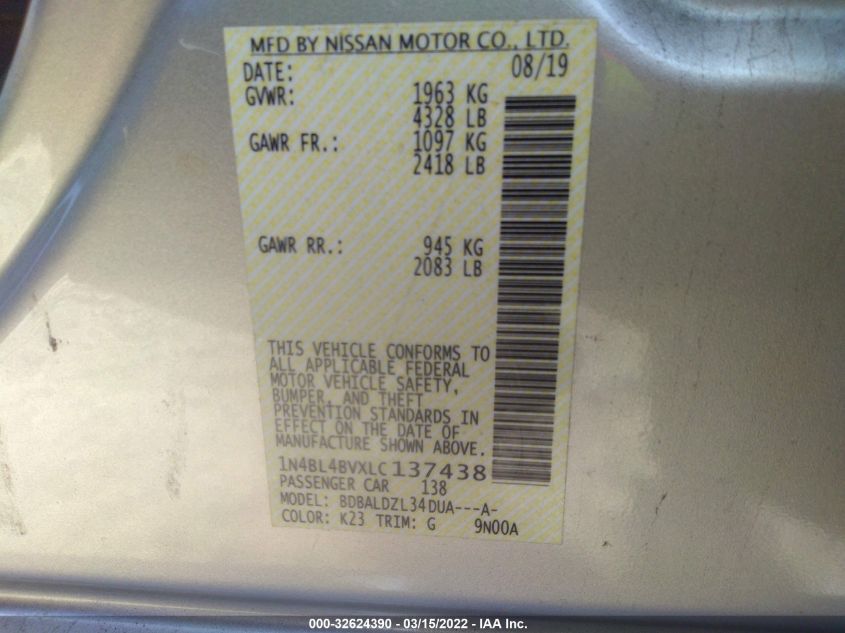 MFD BY NISSAN MOTOR CO., LTD.
DATE: 08/19
GVWR: 1963 KG
4328 LB
GAWR FR.: 1097 KG
2418 LB
GAWR RR.: 945 KG
2083 LB
THIS VEHICLE CONFORMS TO
ALL APPLICABLE FEDERAL
MOTOR VEHICLE SAFETY,
BUMPER, AND THEFT
PREVENTION STANDARDS IN
EFFECT ON THE DATE OF
MANUFACTURE SHOWN ABOVE.
1N4BL4BVXLC137438
PASSENGER CAR 138
MODEL: BDBALDZL34DUA---A-
COLOR: K23 TRIM: G 9N00A
000-32624390 - 03/15/2022 - IAA Inc.